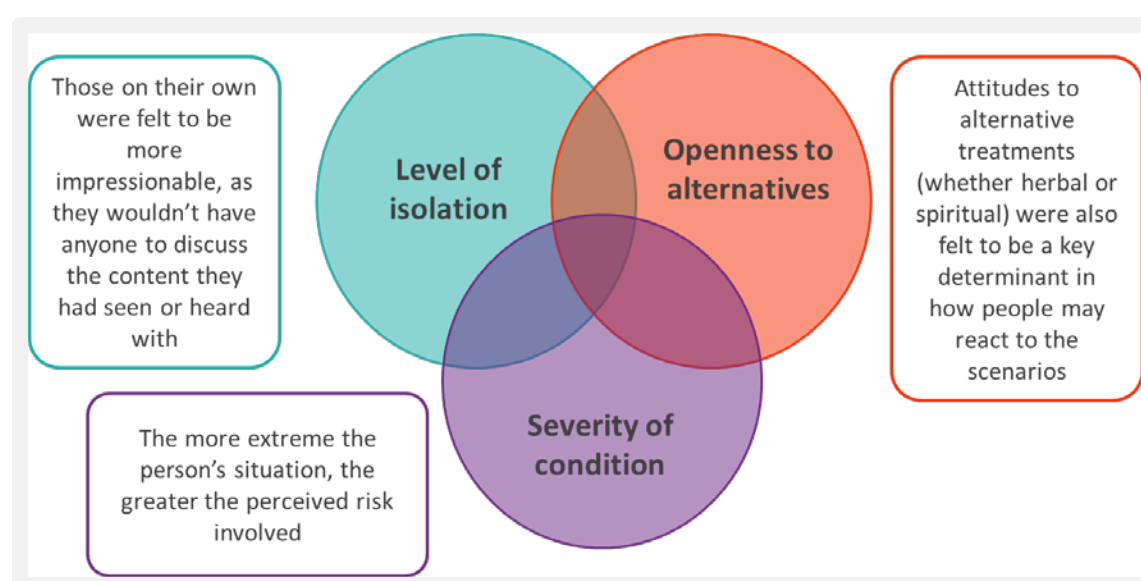 Those on their own
were felt to be
more
impressionable, as
they wouldn’t have
anyone to discuss
the content they
had seen or heard
with
Level of
isolation
Openness to
alternatives
Attitudes to
alternative
treatments
(whether herbal or
spiritual) were also
felt to be a key
determinant in
how people may
react to the
scenarios
The more extreme the
person’s situation, the
greater the perceived risk
involved
Severity of
condition